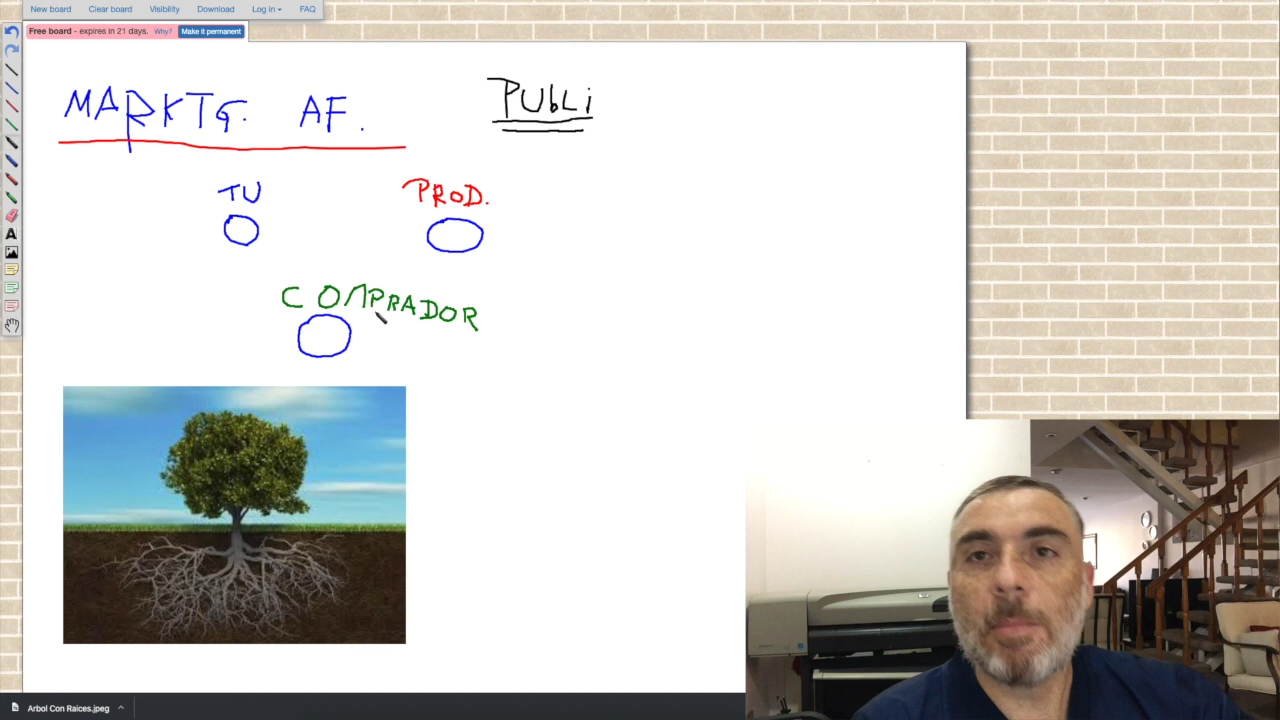 New board Clear board Visibility Download Log in FAQ
Free board - expires in 21 days. Why? Make it permanent
MARKTG. AF.
PUbLi
TU
PROD.
COMPRADOR
A
Arbol Con Raices.jpeg